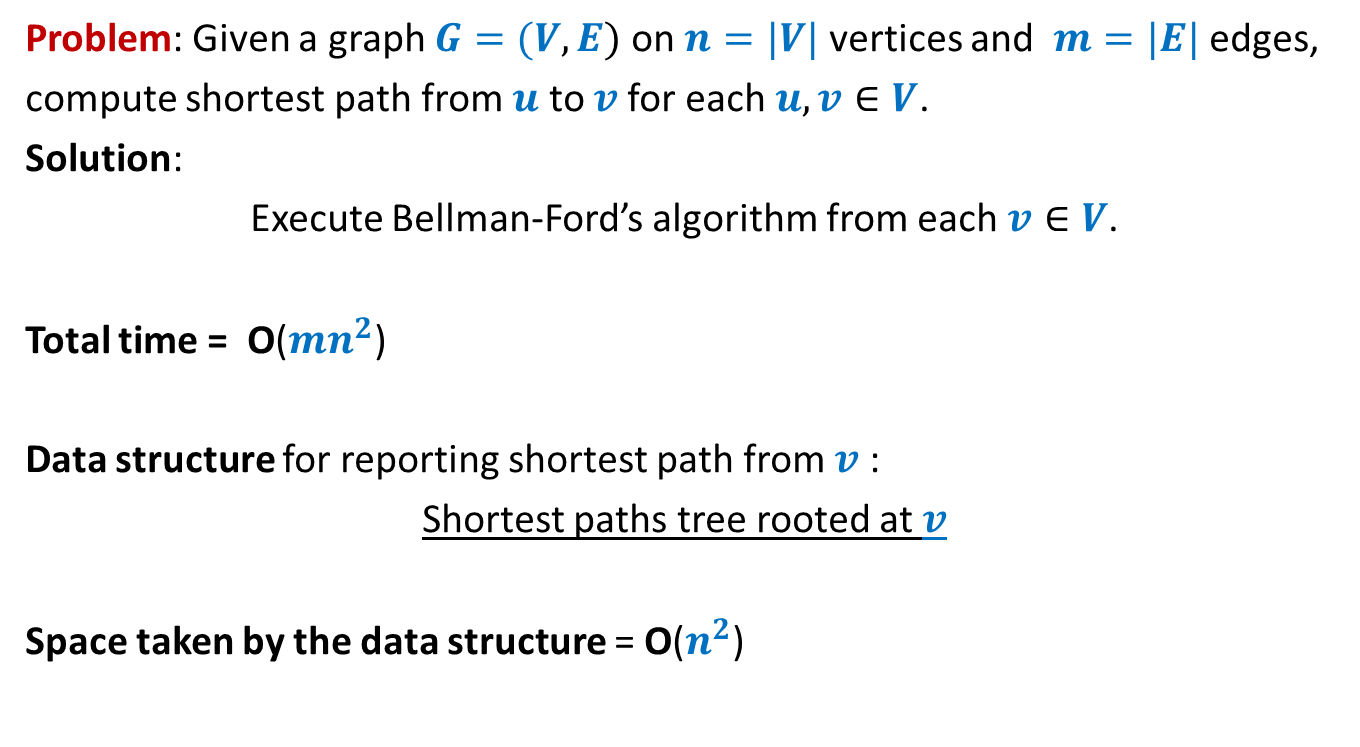 Problem: Given a graph G = (V, E) on n = |V| vertices and m = |E| edges,
compute shortest path from u to v for each u, v ∈ V.
Solution:
Execute Bellman-Ford’s algorithm from each v ∈ V.
Total time = O(mn²)
Data structure for reporting shortest path from v :
Shortest paths tree rooted at v
Space taken by the data structure = O(n²)